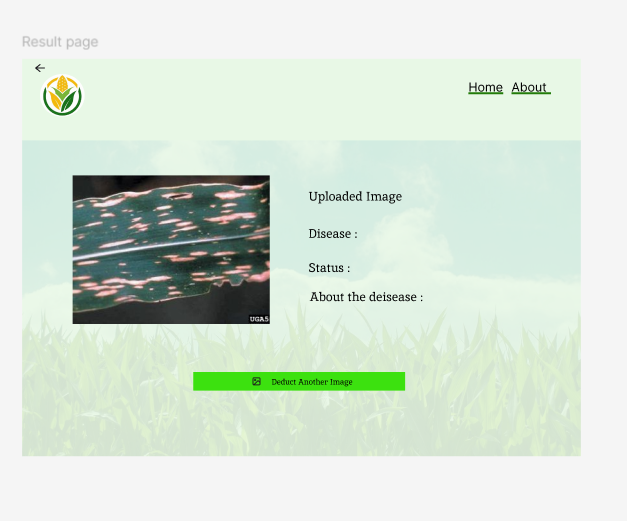 Result page
Home About
Uploaded Image
Disease :
Status :
About the deisease :
UGA5
Deduct Another Image